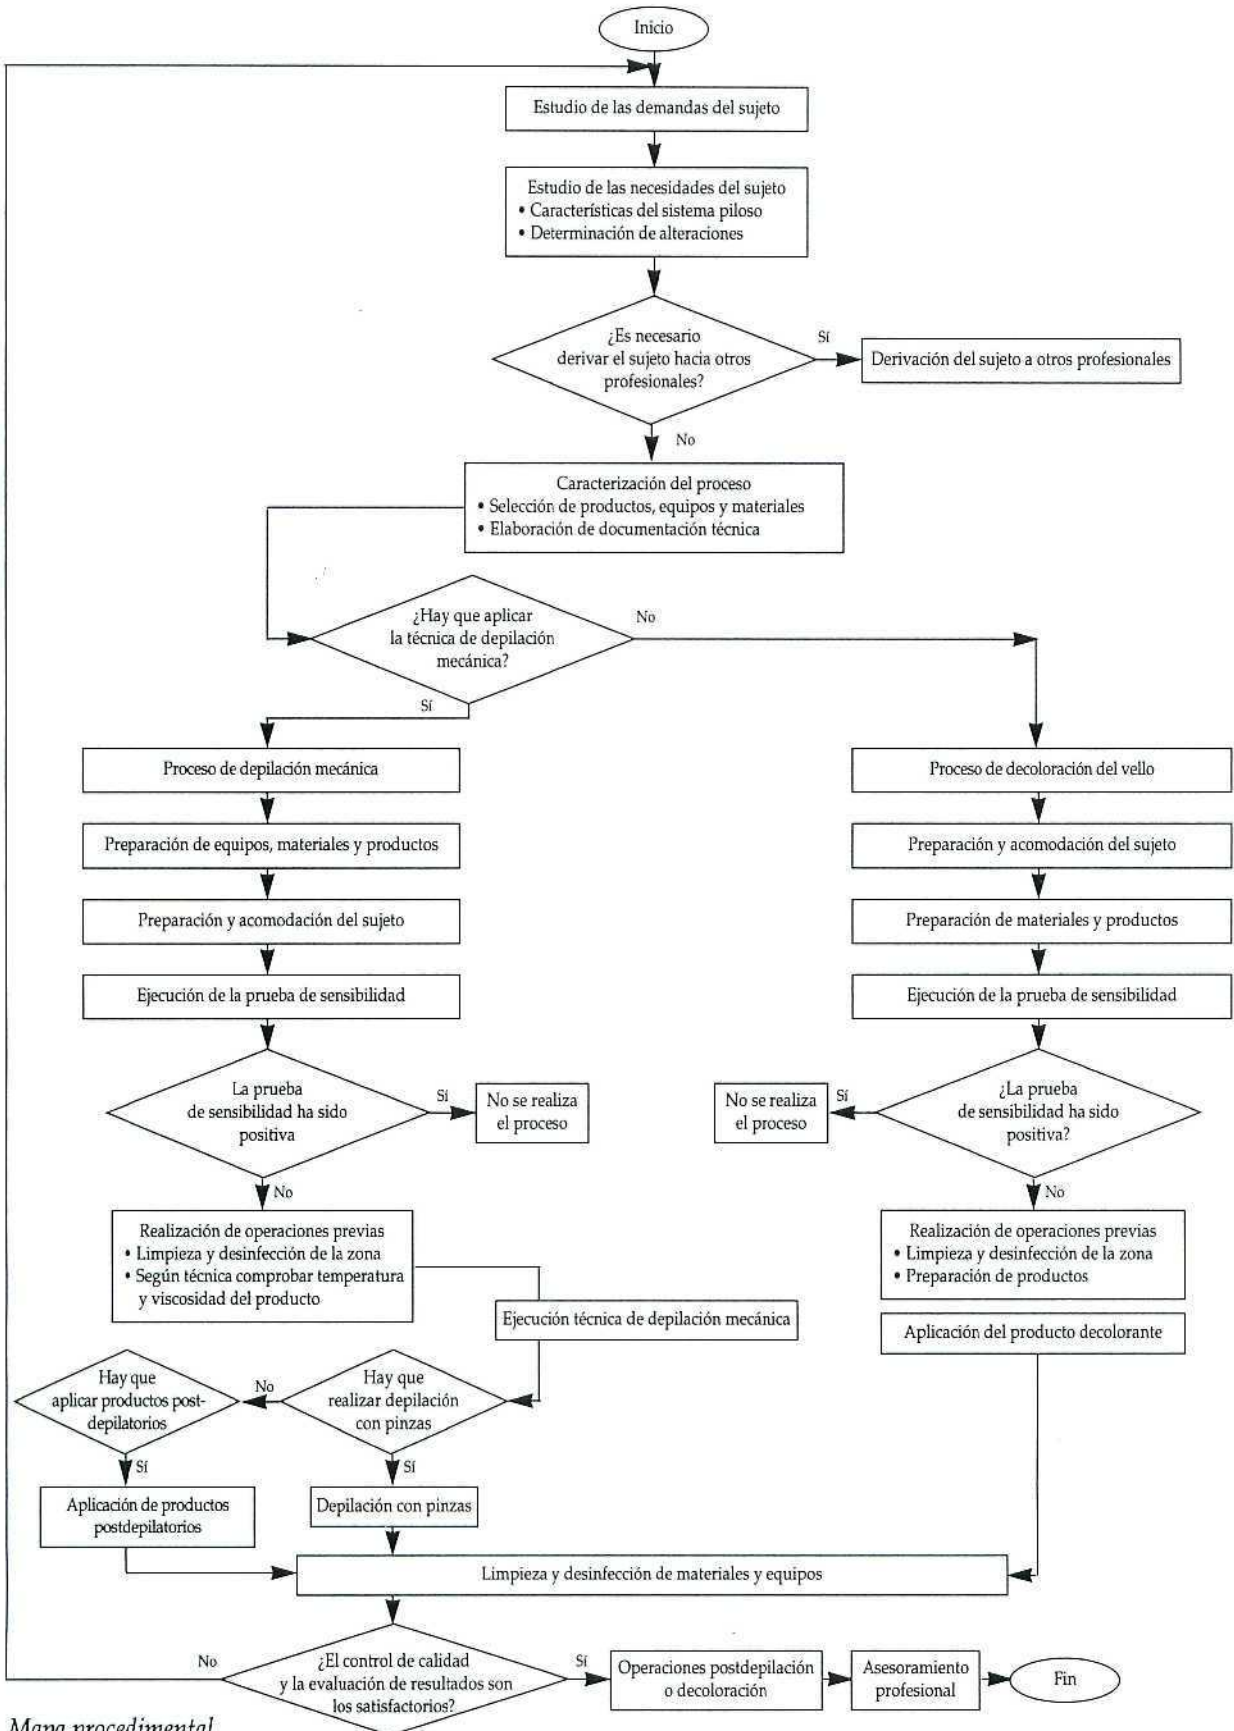 Inicio
Estudio de las demandas del sujeto
Estudio de las necesidades del sujeto
• Características del sistema piloso
• Determinación de alteraciones
¿Es necesario
derivar el sujeto hacia otros
profesionales?
Sí
Derivación del sujeto a otros profesionales
No
Caracterización del proceso
• Selección de productos, equipos y materiales
• Elaboración de documentación técnica
¿Hay que aplicar
la técnica de depilación
mecánica?
No
Sí
Proceso de depilación mecánica
Preparación de equipos, materiales y productos
Preparación y acomodación del sujeto
Ejecución de la prueba de sensibilidad
La prueba
de sensibilidad ha sido
positiva
Sí
No se realiza
el proceso
No
Realización de operaciones previas
• Limpieza y desinfección de la zona
• Según técnica comprobar temperatura
y viscosidad del producto
Ejecución técnica de depilación mecánica
Hay que
realizar depilación
con pinzas
No
Hay que
aplicar productos post-
depilatorios
Sí
Aplicación de productos
postdepilatorios
Sí
Depilación con pinzas
Proceso de decoloración del vello
Preparación y acomodación del sujeto
Preparación de materiales y productos
Ejecución de la prueba de sensibilidad
¿La prueba
de sensibilidad ha sido
positiva?
Sí
No se realiza
el proceso
No
Realización de operaciones previas
• Limpieza y desinfección de la zona
• Preparación de productos
Aplicación del producto decolorante
Limpieza y desinfección de materiales y equipos
¿El control de calidad
y la evaluación de resultados son
los satisfactorios?
No
Sí
Operaciones postdepilación
o decoloración
Asesoramiento
profesional
Fin
Mapa procedimental